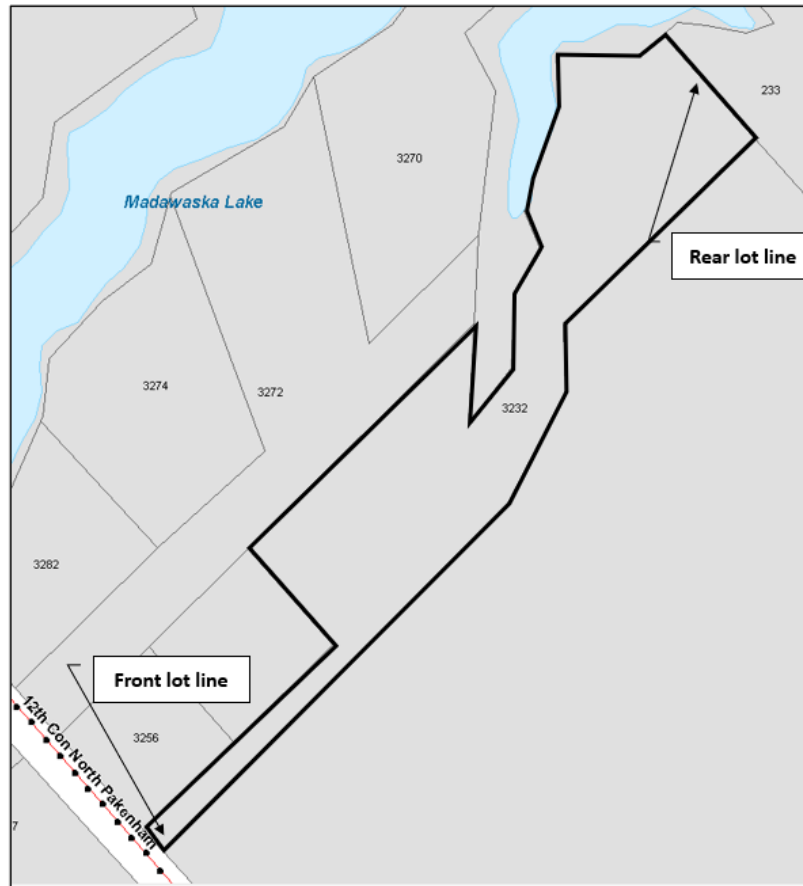 233
3270
Madawaska Lake
Rear lot line
3274
3272
3232
3282
Front lot line
12th Con North Pakenham
3256
7